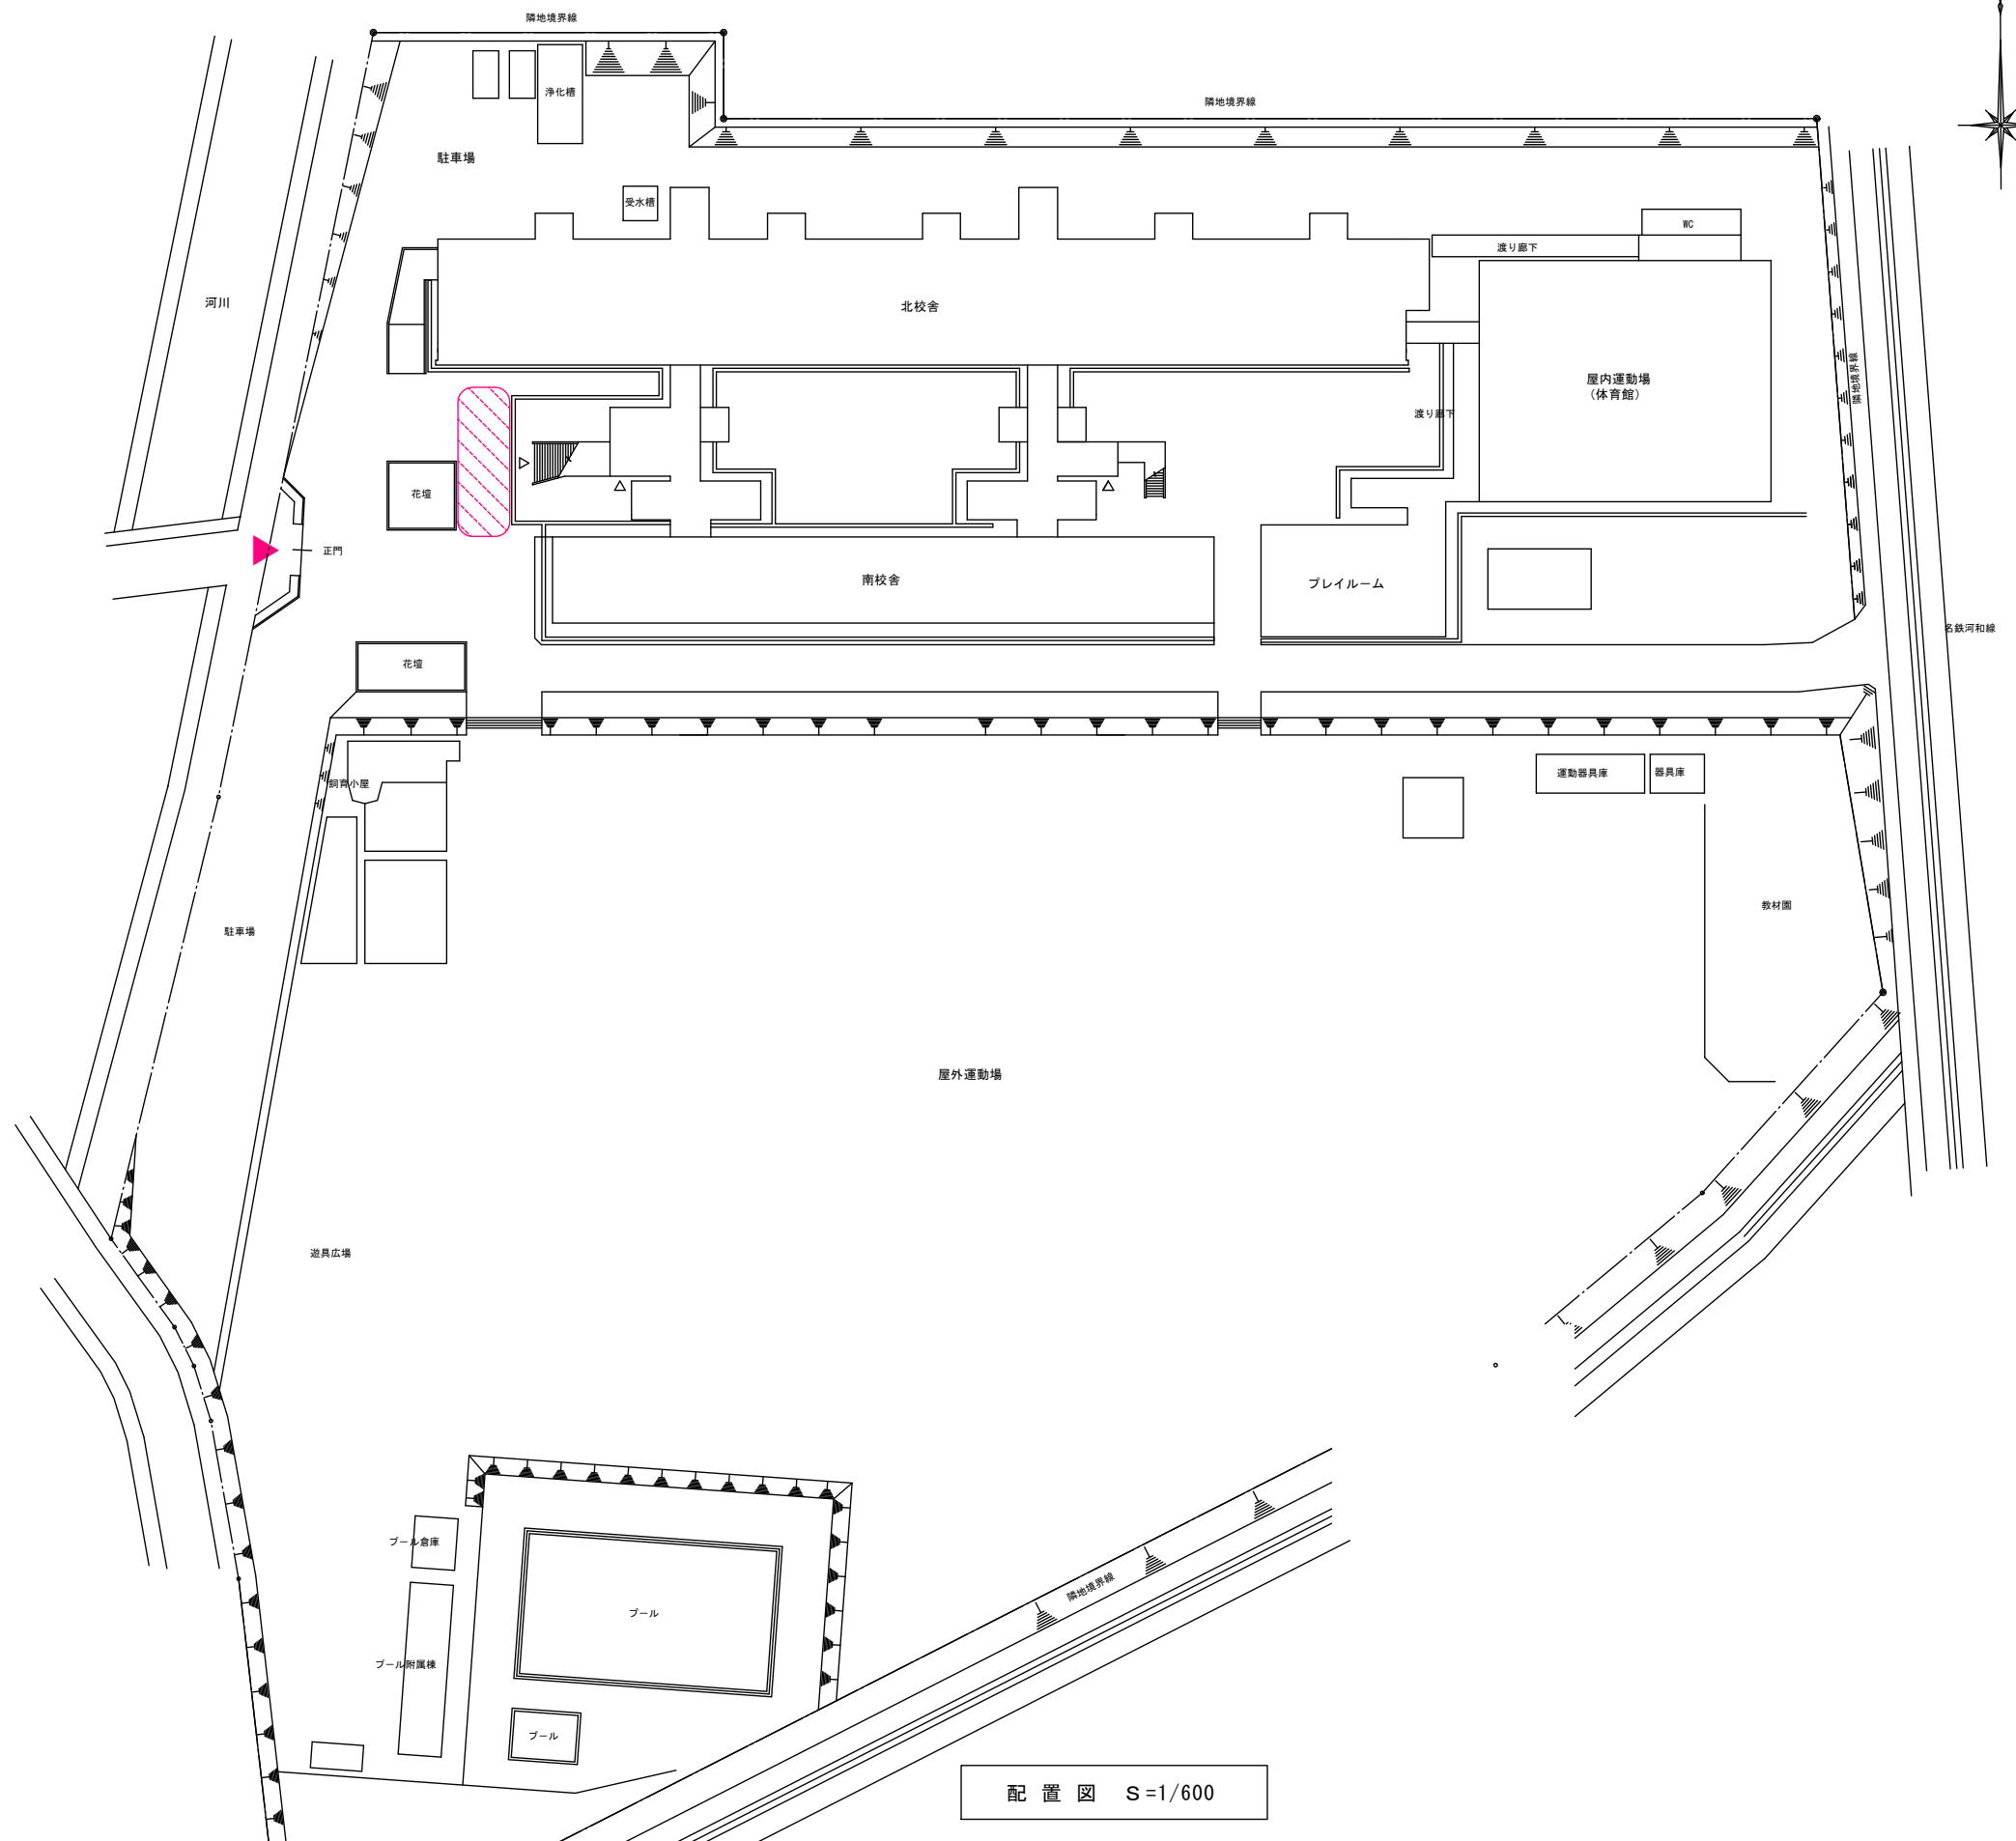 隣地境界線
浄化槽
隣地境界線
駐車場
受水槽
WC
渡り廊下
河川
北校舎
屋内運動場
（体育館）
隣地境界線
渡り廊下
花壇
正門
南校舎
プレイルーム
名鉄河和線
花壇
運動器具庫
器具庫
飼育小屋
教材園
駐車場
屋外運動場
遊具広場
プール倉庫
隣地境界線
プール
プール附属棟
プール
配 置 図　S=1/600